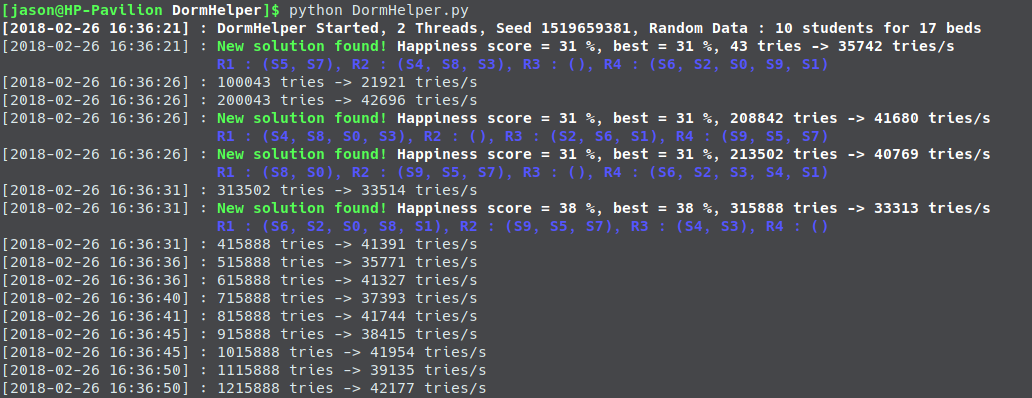 [jason@HP-Pavilion DormHelper]$ python DormHelper.py
[2018-02-26 16:36:21] : DormHelper Started, 2 Threads, Seed 1519659381, Random Data : 10 students for 17 beds
[2018-02-26 16:36:21] : New solution found! Happiness score = 31 %, best = 31 %, 43 tries -> 35742 tries/s
R1 : (S5, S7), R2 : (S4, S8, S3), R3 : (), R4 : (S6, S2, S0, S9, S1)
[2018-02-26 16:36:26] : 100043 tries -> 21921 tries/s
[2018-02-26 16:36:26] : 200043 tries -> 42696 tries/s
[2018-02-26 16:36:26] : New solution found! Happiness score = 31 %, best = 31 %, 208842 tries -> 41680 tries/s
R1 : (S4, S8, S0, S3), R2 : (), R3 : (S2, S6, S1), R4 : (S9, S5, S7)
[2018-02-26 16:36:26] : New solution found! Happiness score = 31 %, best = 31 %, 213502 tries -> 40769 tries/s
R1 : (S8, S0), R2 : (S9, S5, S7), R3 : (), R4 : (S6, S2, S3, S4, S1)
[2018-02-26 16:36:31] : 313502 tries -> 33514 tries/s
[2018-02-26 16:36:31] : New solution found! Happiness score = 38 %, best = 38 %, 315888 tries -> 33313 tries/s
R1 : (S6, S2, S0, S8, S1), R2 : (S9, S5, S7), R3 : (S4, S3), R4 : ()
[2018-02-26 16:36:31] : 415888 tries -> 41391 tries/s
[2018-02-26 16:36:36] : 515888 tries -> 35771 tries/s
[2018-02-26 16:36:36] : 615888 tries -> 41327 tries/s
[2018-02-26 16:36:40] : 715888 tries -> 37393 tries/s
[2018-02-26 16:36:41] : 815888 tries -> 41744 tries/s
[2018-02-26 16:36:45] : 915888 tries -> 38415 tries/s
[2018-02-26 16:36:45] : 1015888 tries -> 41954 tries/s
[2018-02-26 16:36:50] : 1115888 tries -> 39135 tries/s
[2018-02-26 16:36:50] : 1215888 tries -> 42177 tries/s